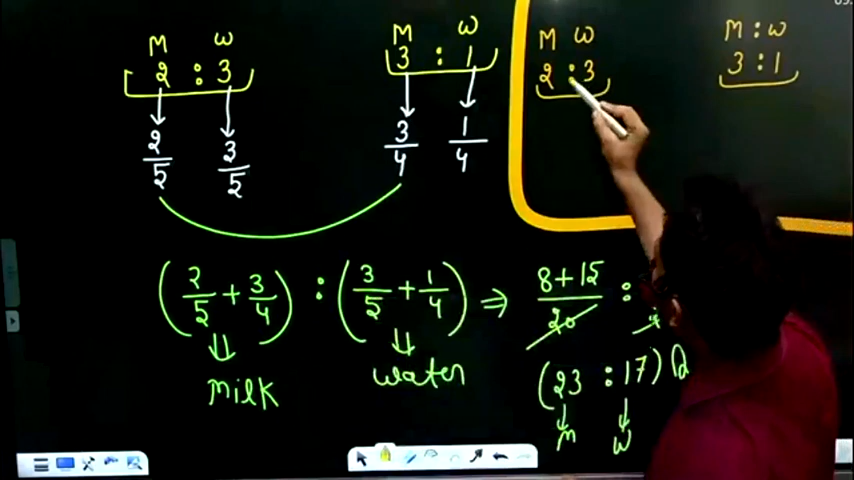 M W
2 : 3
2/5 3/5
M W
3 : 1
3/4 1/4
M W
2 : 3
M : W
3 : 1
(2/5 + 3/4) : (3/5 + 1/4) ⇒ 8+15/20 :
milk water
(23 : 17)
M W